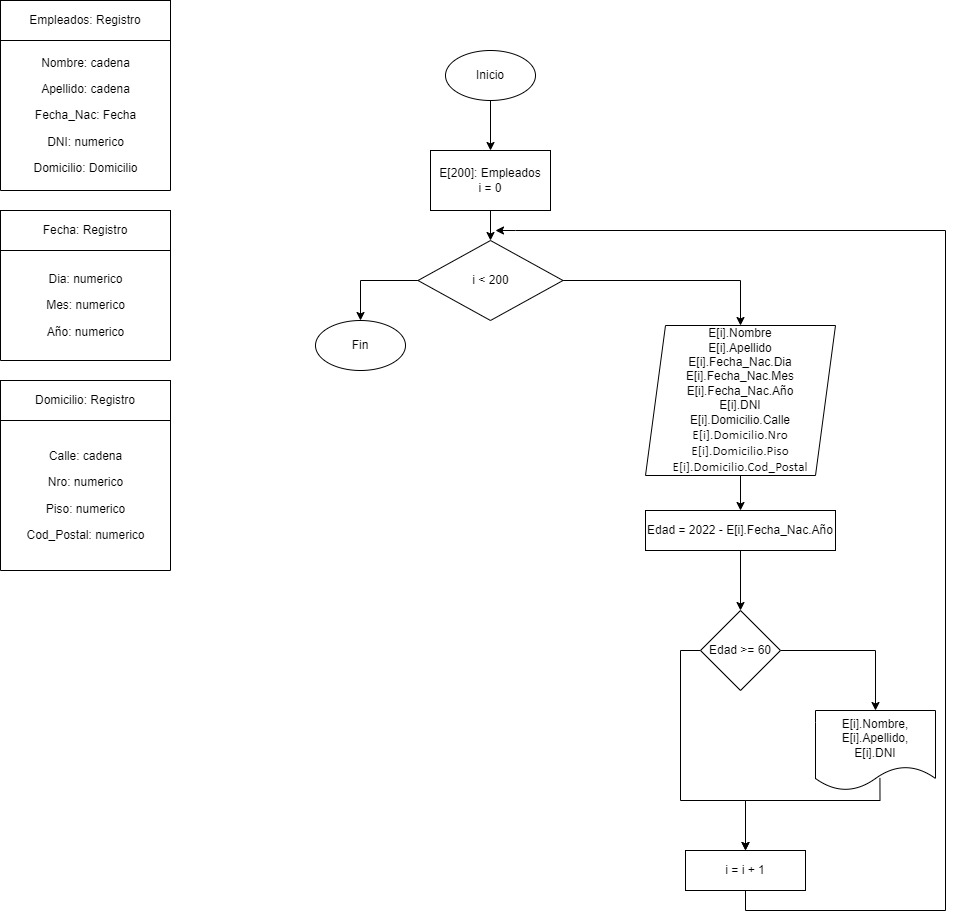 Empleados: Registro
Nombre: cadena
Apellido: cadena
Fecha_Nac: Fecha
DNI: numerico
Domicilio: Domicilio
Fecha: Registro
Dia: numerico
Mes: numerico
Año: numerico
Domicilio: Registro
Calle: cadena
Nro: numerico
Piso: numerico
Cod_Postal: numerico
Inicio
E[200]: Empleados
i = 0
i < 200
Fin
E[i].Nombre
E[i].Apellido
E[i].Fecha_Nac.Dia
E[i].Fecha_Nac.Mes
E[i].Fecha_Nac.Año
E[i].DNI
E[i].Domicilio.Calle
E[i].Domicilio.Nro
E[i].Domicilio.Piso
E[i].Domicilio.Cod_Postal
Edad = 2022 - E[i].Fecha_Nac.Año
Edad >= 60
E[i].Nombre,
E[i].Apellido,
E[i].DNI
i = i + 1